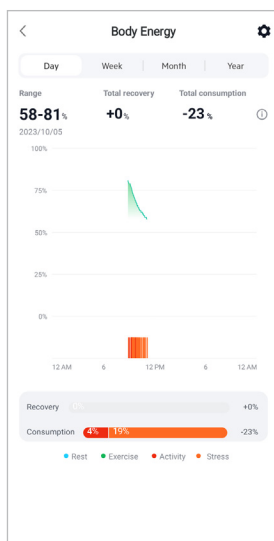 Body Energy
Day Week Month Year
Range Total recovery Total consumption
58-81% +0% -23%
2023/10/05
100%
75%
50%
25%
0%
12 AM 6 12 PM 6 12 AM
Recovery +0%
Consumption 4% 19% -23%
Rest Exercise Activity Stress